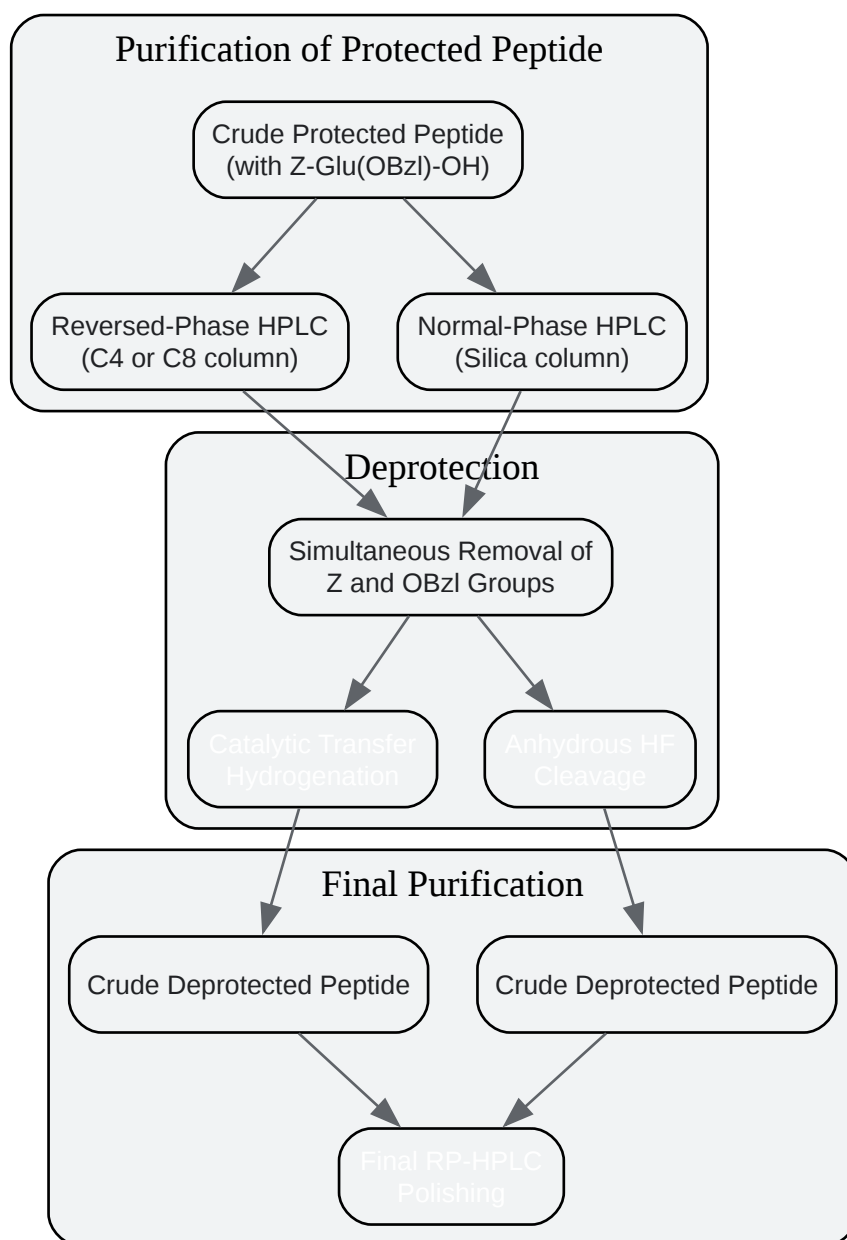 Purification of Protected Peptide
Crude Protected Peptide
(with Z-Glu(OBzl)-OH)
Reversed-Phase HPLC
(C4 or C8 column)
Normal-Phase HPLC
(Silica column)
Deprotection
Simultaneous Removal of
Z and OBzl Groups
Catalytic Transfer
Hydrogenation
Anhydrous HF
Cleavage
Final Purification
Crude Deprotected Peptide
Crude Deprotected Peptide
Final RP-HPLC
Polishing